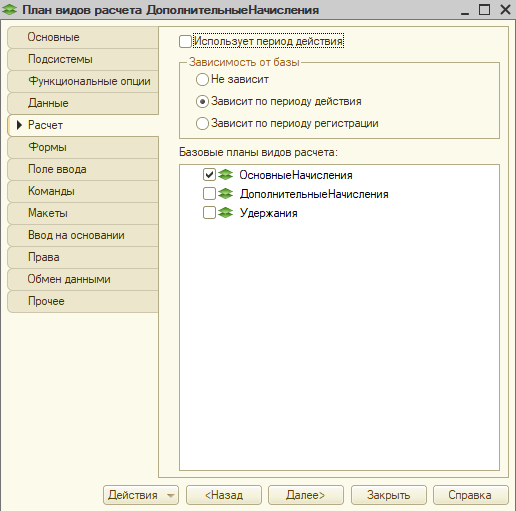 План видов расчета ДополнительныеНачисления
Основные
Подсистемы
Функциональные опции
Данные
Расчет
Формы
Поле ввода
Команды
Макеты
Ввод на основании
Права
Обмен данными
Прочее
Использует период действия
Зависимость от базы
Не зависит
Зависит по периоду действия
Зависит по периоду регистрации
Базовые планы видов расчета:
ОсновныеНачисления
ДополнительныеНачисления
Удержания
Действия
<Назад
Далее>
Закрыть
Справка